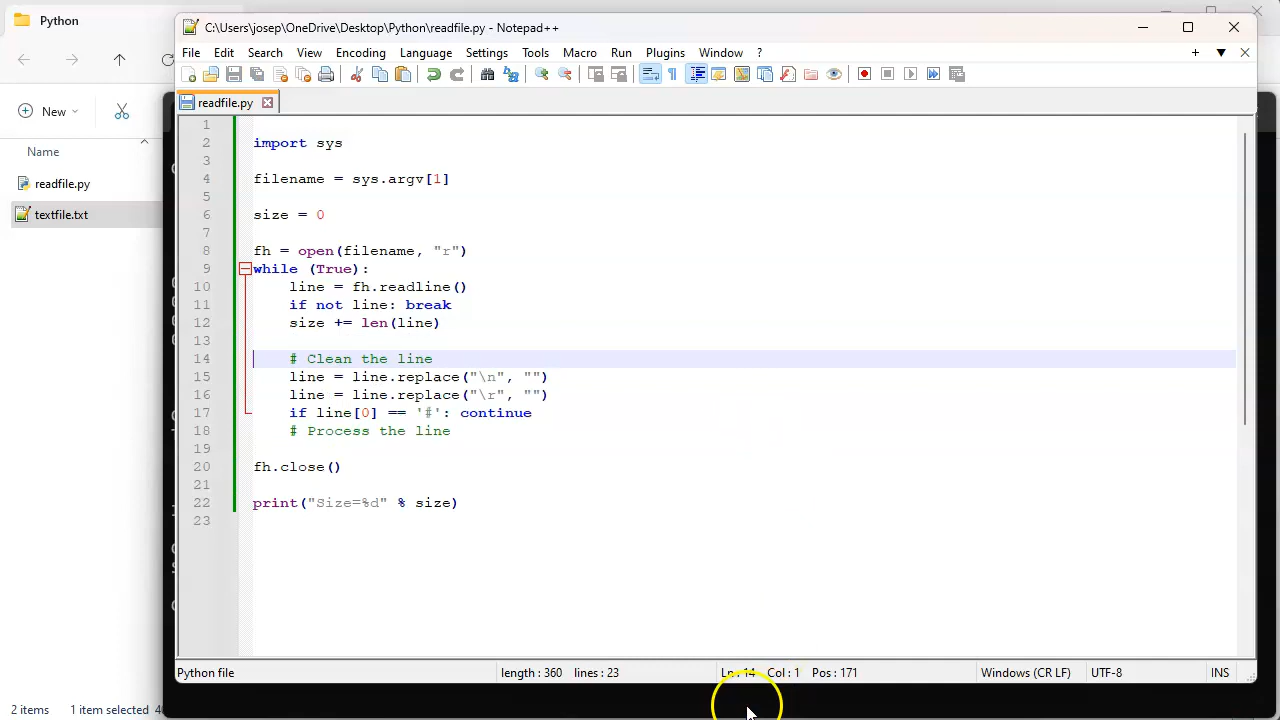 Python
C:\Users\josep\OneDrive\Desktop\Python\readfile.py - Notepad++
File Edit Search View Encoding Language Settings Tools Macro Run Plugins Window ?
New
readfile.py
Name
readfile.py
textfile.txt
1
2 import sys
3
4 filename = sys.argv[1]
5
6 size = 0
7
8 fh = open(filename, "r")
9 while (True):
10     line = fh.readline()
11     if not line: break
12     size += len(line)
13
14     # Clean the line
15     line = line.replace("\n", "")
16     line = line.replace("\r", "")
17     if line[0] == '#': continue
18     # Process the line
19
20 fh.close()
21
22 print("Size=%d" % size)
23
Python file length : 360 lines : 23 Ln : 14 Col : 1 Pos : 171 Windows (CR LF) UTF-8 INS
2 items 1 item selected